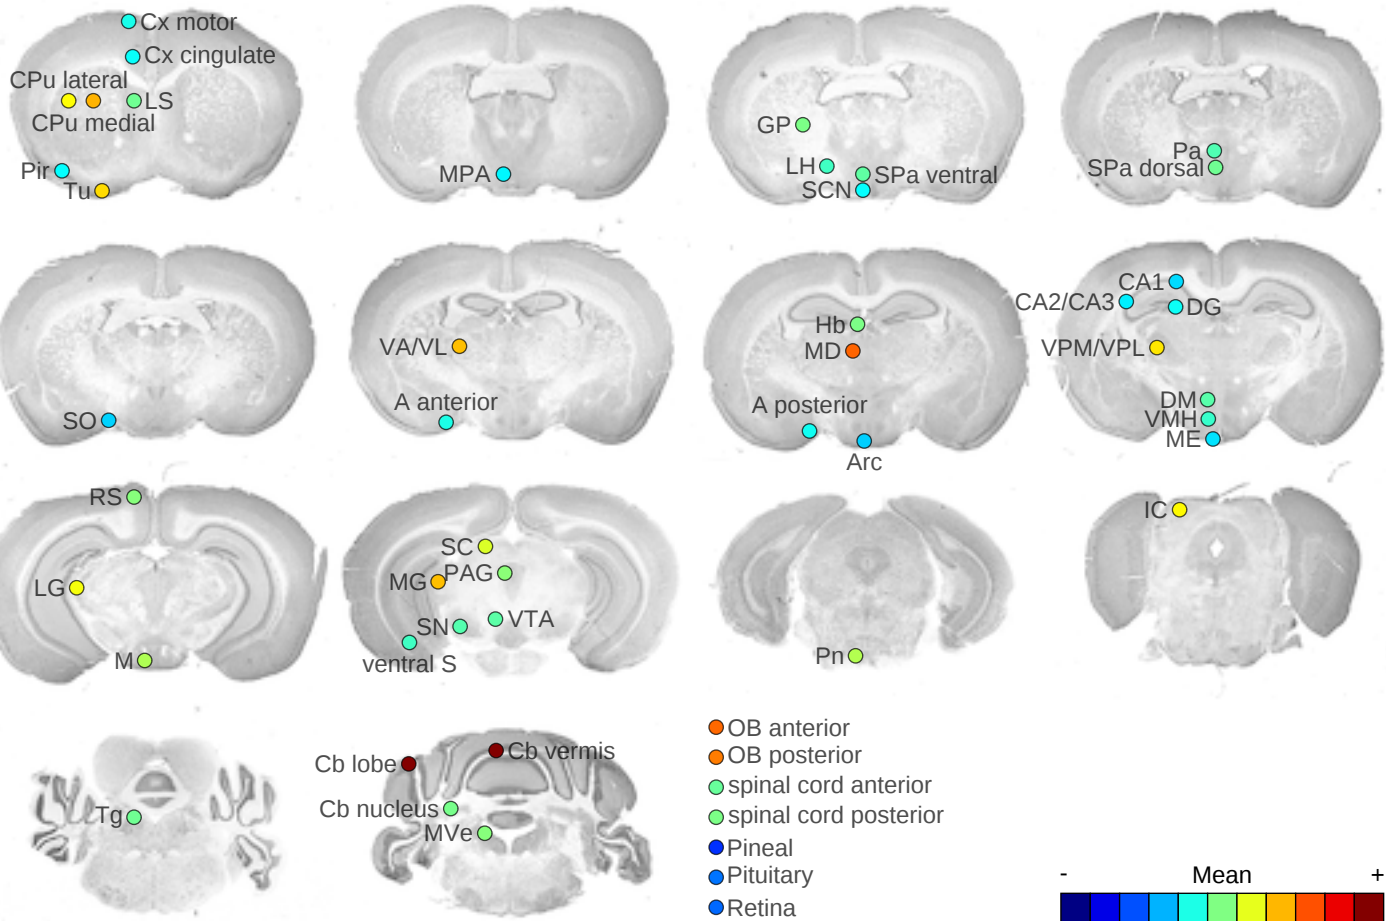 Cx motor
Cx cingulate
CPu lateral
LS
CPu medial
Pir
Tu
MPA
GP
LH
SPa ventral
SCN
Pa
SPa dorsal
SO
VA/VL
A anterior
Hb
MD
A posterior
Arc
CA1
CA2/CA3
DG
VPM/VPL
DM
VMH
ME
RS
LG
M
SC
MG
PAG
SN
VTA
ventral S
Pn
IC
Tg
Cb lobe
Cb vermis
Cb nucleus
MVe
OB anterior
OB posterior
spinal cord anterior
spinal cord posterior
Pineal
Pituitary
Retina
- Mean +